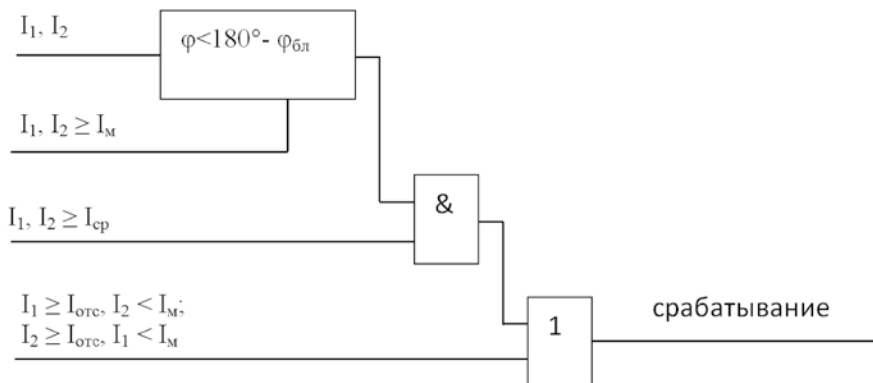 I₁, I₂
φ<180°- φбл
I₁, I₂ ≥ Iм
&
I₁, I₂ ≥ Iср
I₁ ≥ Iотс, I₂ < Iм;
I₂ ≥ Iотс, I₁ < Iм
1
срабатывание